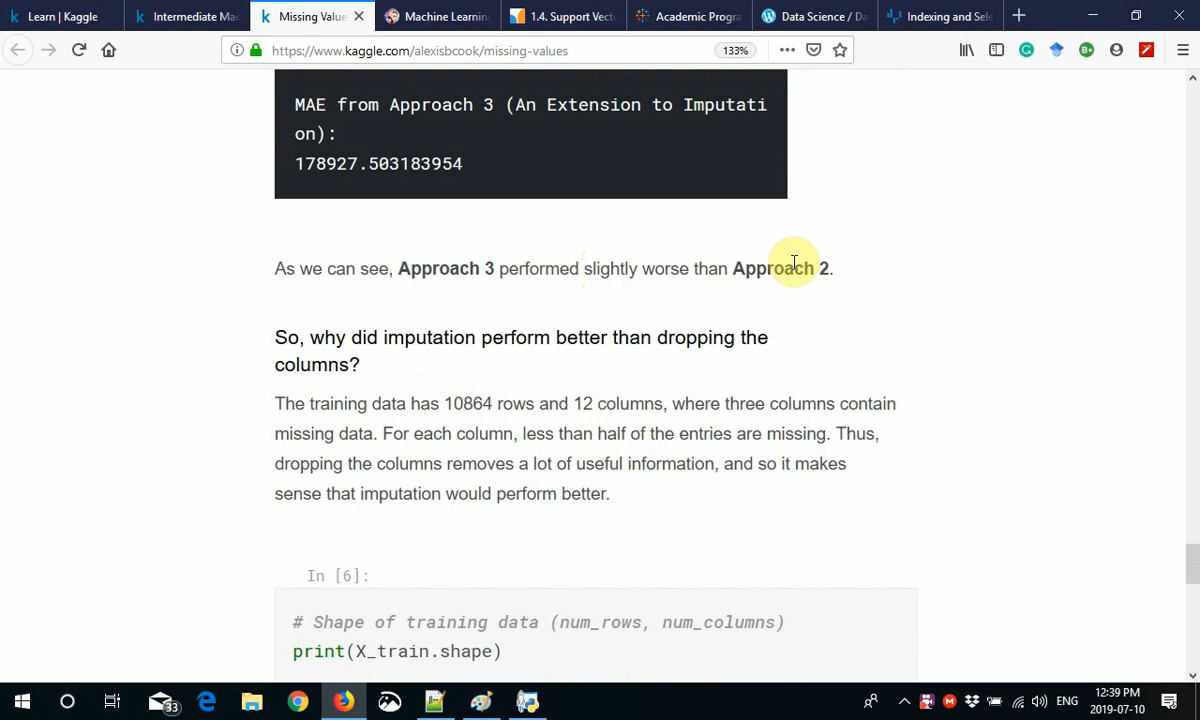 Learn | Kaggle
Intermediate Ma
Missing Value
Machine Learnin
1.4. Support Vect
Academic Progra
Data Science / Da
Indexing and Sele
https://www.kaggle.com/alexisbcook/missing-values
133%
MAE from Approach 3 (An Extension to Imputati
on):
178927.503183954
As we can see, Approach 3 performed slightly worse than Approach 2.
So, why did imputation perform better than dropping the
columns?
The training data has 10864 rows and 12 columns, where three columns contain
missing data. For each column, less than half of the entries are missing. Thus,
dropping the columns removes a lot of useful information, and so it makes
sense that imputation would perform better.
In [6]:
# Shape of training data (num_rows, num_columns)
print(X_train.shape)
33
ENG
12:39 PM
2019-07-10